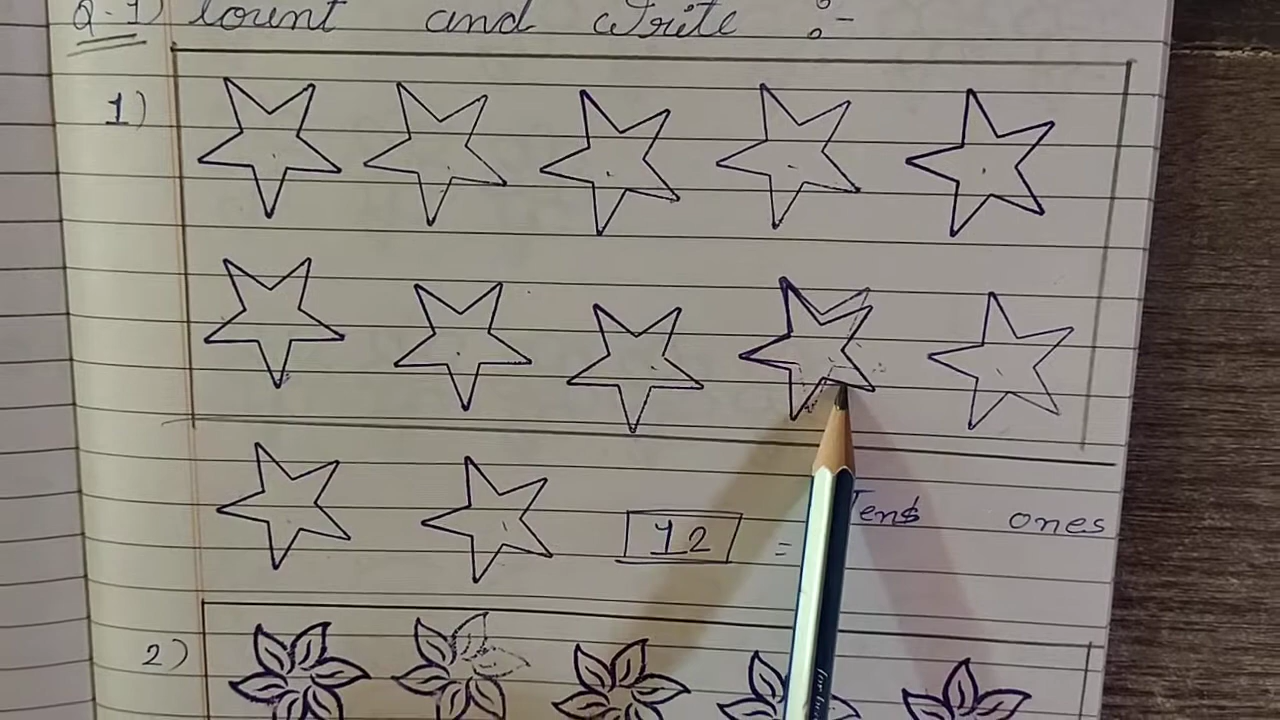 Q-1) Count and Write :-
1)
12 = Tens ones
2)